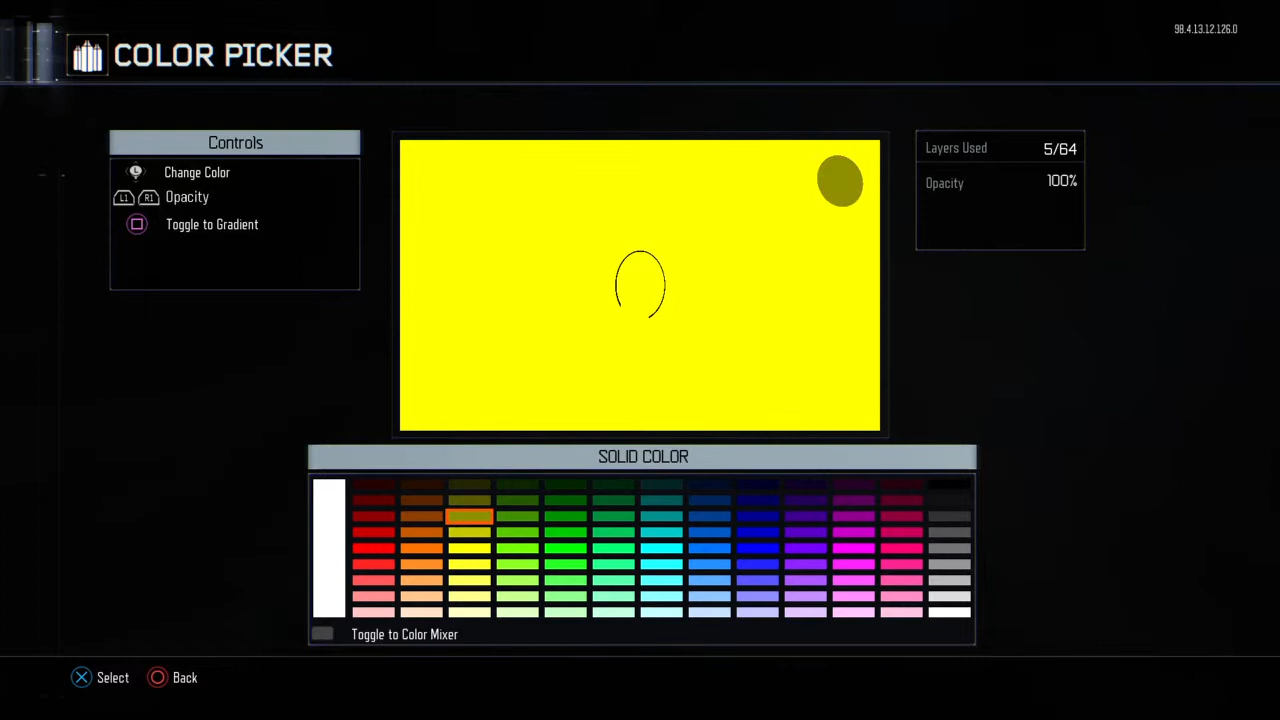 98.4.13.12.126.0
COLOR PICKER
Controls
L Change Color
L1 R1 Opacity
Toggle to Gradient
Layers Used 5/64
Opacity 100%
SOLID COLOR
Toggle to Color Mixer
Select Back